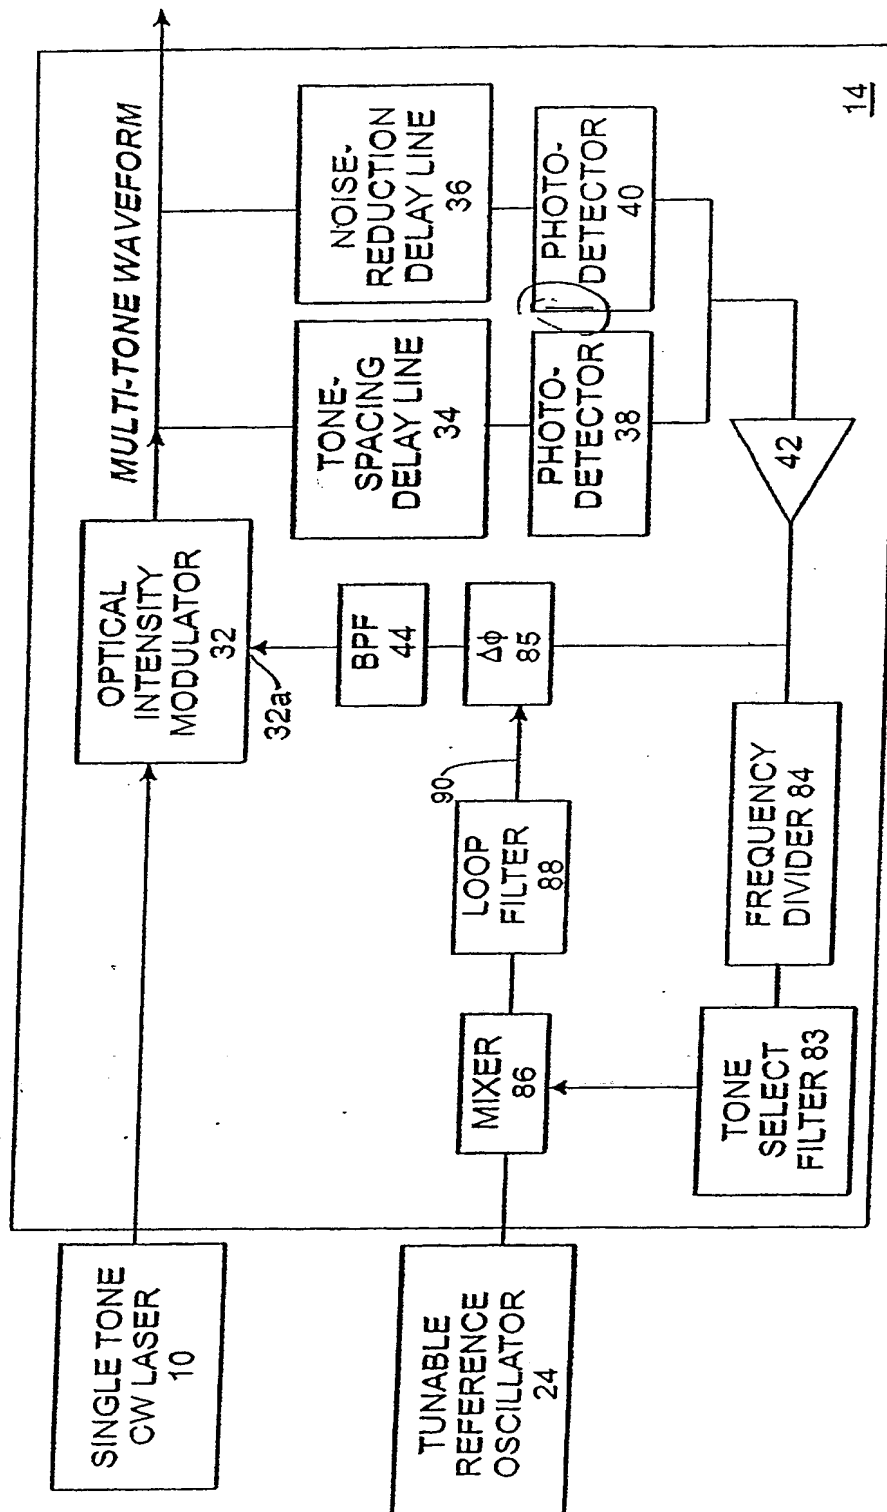 MULTI-TONE WAVEFORM
SINGLE TONE
CW LASER
10
OPTICAL
INTENSITY
MODULATOR
32
32a
TONE-
SPACING
DELAY LINE
34
NOISE-
REDUCTION
DELAY LINE
36
BPF
44
PHOTO-
DETECTOR
38
PHOTO-
DETECTOR
40
Δϕ
85
90
TUNABLE
REFERENCE
OSCILLATOR
24
MIXER
86
LOOP
FILTER
88
42
TONE
SELECT
FILTER 83
FREQUENCY
DIVIDER 84
14